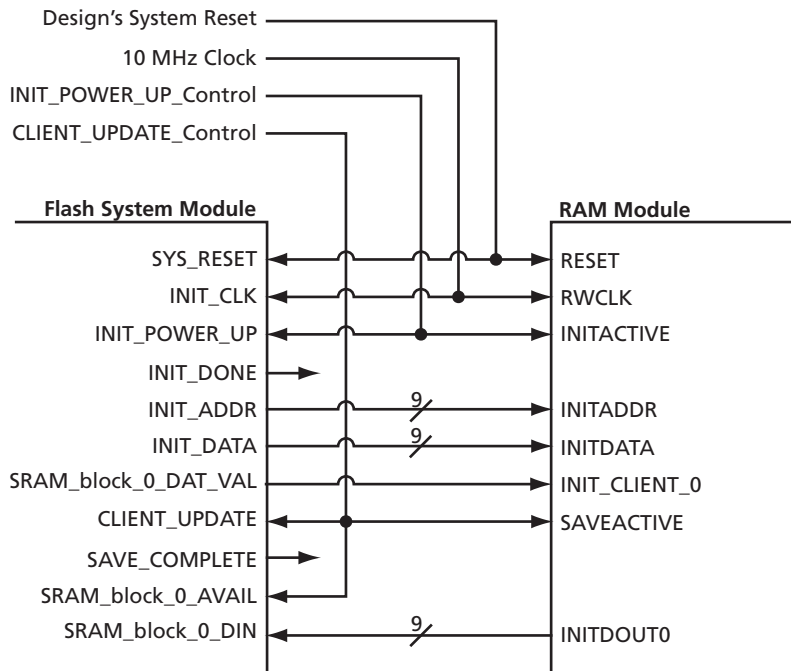 Design's System Reset
10 MHz Clock
INIT_POWER_UP_Control
CLIENT_UPDATE_Control
Flash System Module
RAM Module
SYS_RESET
RESET
INIT_CLK
RWCLK
INIT_POWER_UP
INITACTIVE
INIT_DONE
INIT_ADDR
9
INITADDR
INIT_DATA
9
INITDATA
SRAM_block_0_DAT_VAL
INIT_CLIENT_0
CLIENT_UPDATE
SAVEACTIVE
SAVE_COMPLETE
SRAM_block_0_AVAIL
SRAM_block_0_DIN
9
INITDOUT0